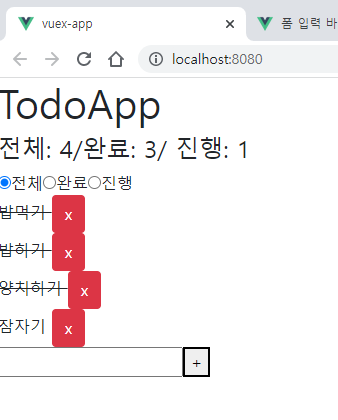 vuex-app
폼 입력 바
localhost:8080
TodoApp
전체: 4/완료: 3/ 진행: 1
전체 완료 진행
밥먹기 x
밥하기 x
양치하기 x
잠자기 x
+